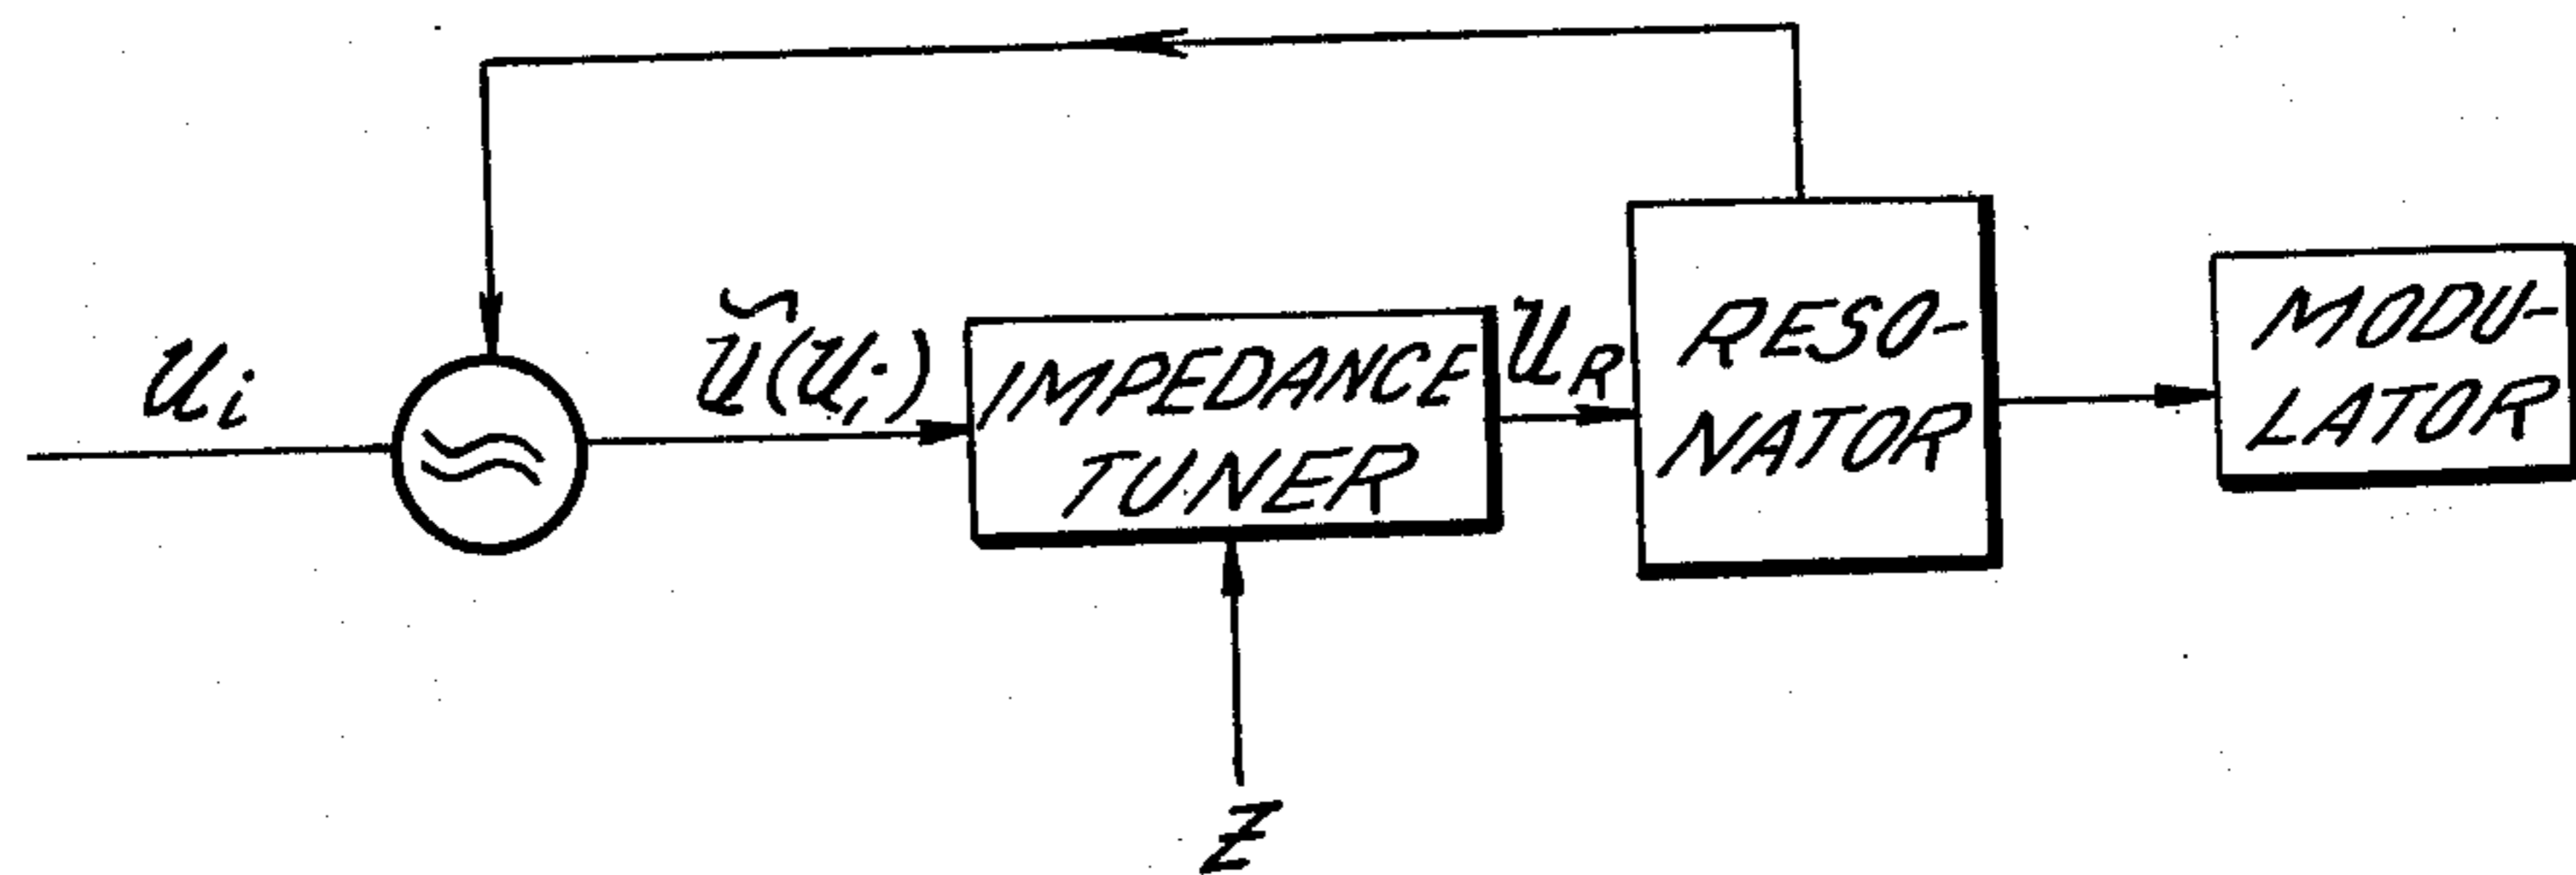 Ui
Ũ(Ui)
IMPEDANCE
TUNER
UR
RESO-
NATOR
MODU-
LATOR
Z